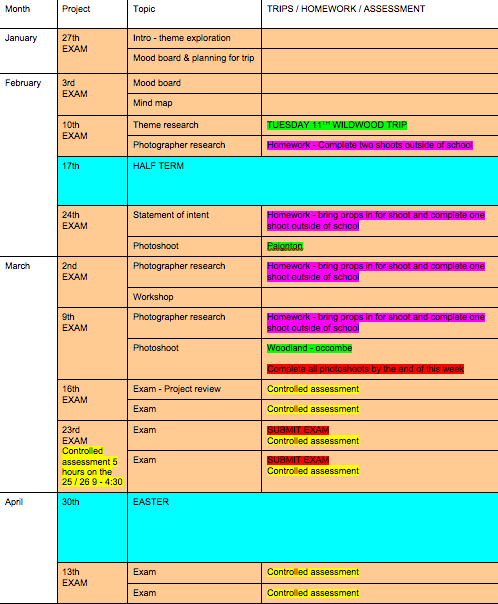 Month Project Topic TRIPS / HOMEWORK / ASSESSMENT
January 27th Intro - theme exploration
EXAM
Mood board & planning for trip
February 3rd Mood board
EXAM
Mind map
10th Theme research TUESDAY 11TH WILDWOOD TRIP
EXAM
Photographer research Homework - Complete two shoots outside of school
17th HALF TERM
24th Statement of intent Homework - bring props in for shoot and complete one
EXAM shoot outside of school
Photoshoot Paignton
March 2nd Photographer research Homework - bring props in for shoot and complete one
EXAM shoot outside of school
Workshop
9th Photographer research Homework - bring props in for shoot and complete one
EXAM shoot outside of school
Photoshoot Woodland - occombe
Complete all photoshoots by the end of this week
16th Exam - Project review Controlled assessment
EXAM
Exam Controlled assessment
23rd Exam SUBMIT EXAM
EXAM Controlled assessment
Controlled
assessment 5 Exam SUBMIT EXAM
hours on the Controlled assessment
25 / 26 9 - 4:30
April 30th EASTER
13th Exam Controlled assessment
EXAM
Exam Controlled assessment